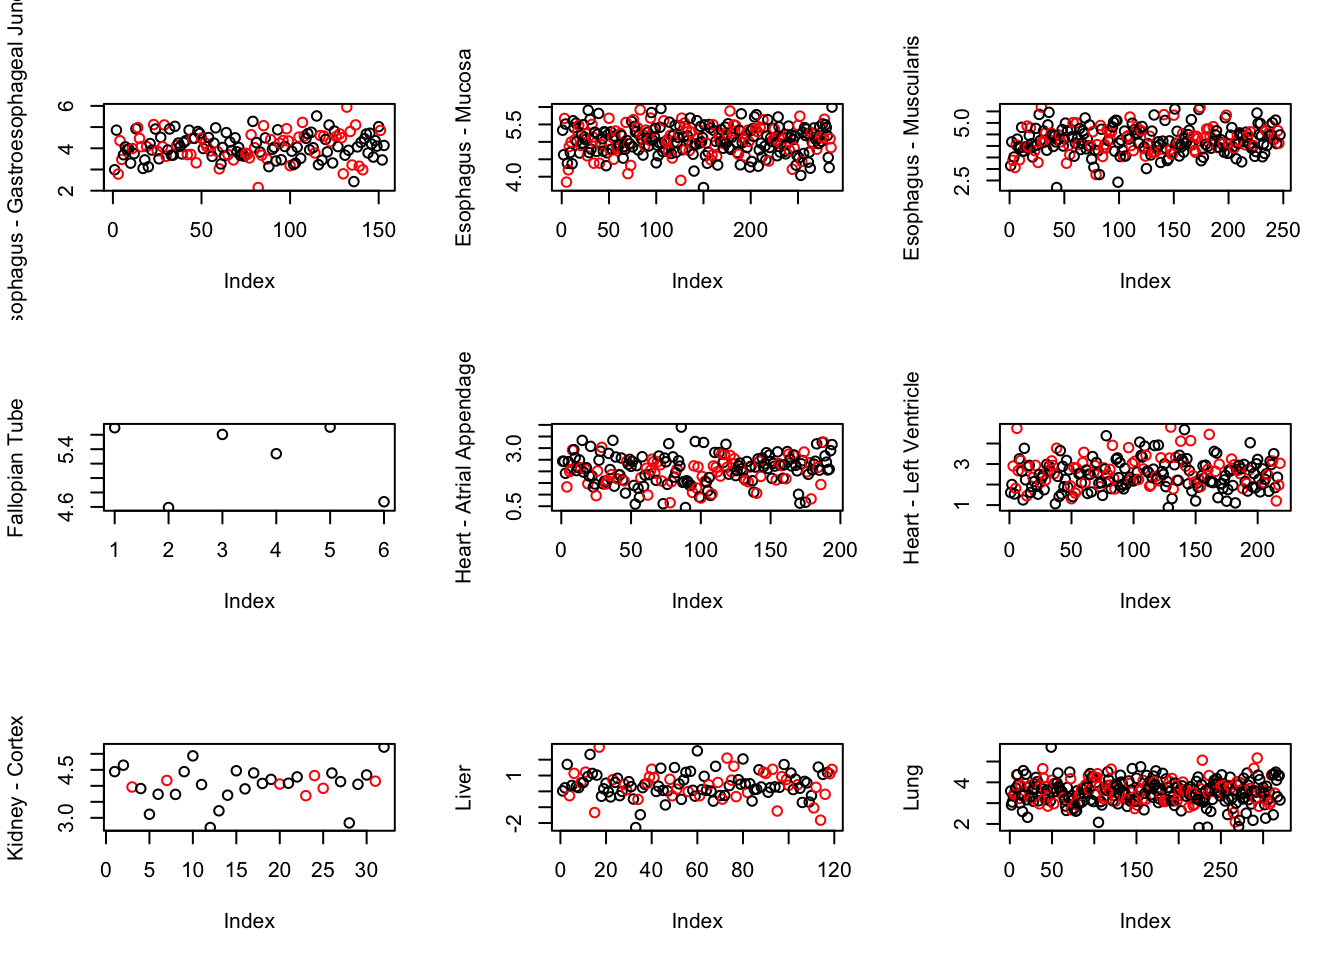 sophagus - Gastroesophageal Junc
6
4
2
0 50 100 150
Index
Esophagus - Mucosa
5.5
4.0
0 50 100 200
Index
Esophagus - Muscularis
5.0
2.5
0 50 100 150 200 250
Index
Fallopian Tube
5.4
4.6
1 2 3 4 5 6
Index
Heart - Atrial Appendage
3.0
0.5
0 50 100 150 200
Index
Heart - Left Ventricle
3
1
0 50 100 150 200
Index
Kidney - Cortex
4.5
3.0
0 5 10 15 20 25 30
Index
Liver
1
-2
0 20 40 60 80 120
Index
Lung
4
2
0 50 150 250
Index